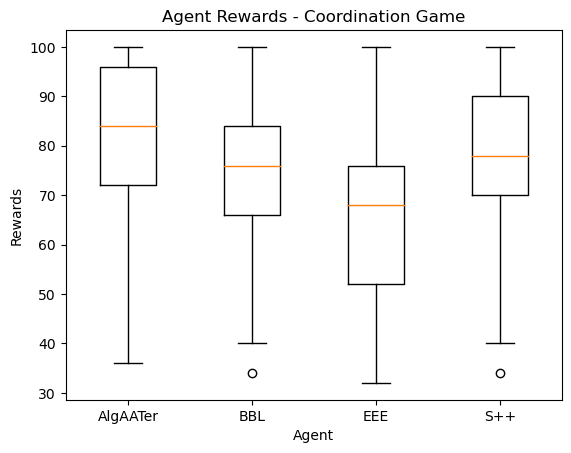 Agent Rewards - Coordination Game
100
90
80
70
60
50
40
30
Rewards
AlgAATer BBL EEE S++
Agent